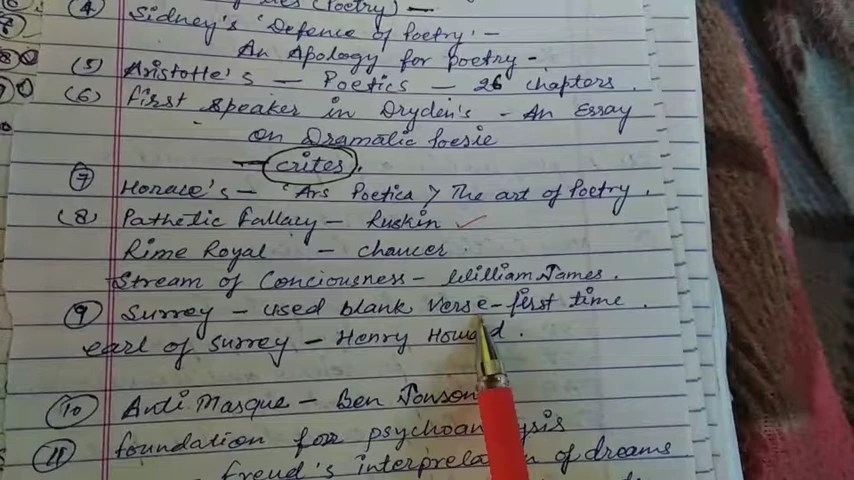 (4) (Poetry) —
Sidney's 'Defence of Poetry' —
An Apology for poetry -
(5) Aristotle's — Poetics — 26 chapters.
(6) first speaker in Dryden's - An Essay
on Dramatic Poesie
— crites.
(7) Horace's — 'Ars Poetica > The art of Poetry.
(8) Pathetic fallacy — Ruskin ✓
Rime Royal — chaucer.
Stream of Conciousness — William James.
(9) Surrey — used blank verse - first time.
earl of surrey — Henry Howard.
(10) Anti Masque — Ben Jonson
(11) foundation for psychoanalysis
freud's interpretation of dreams